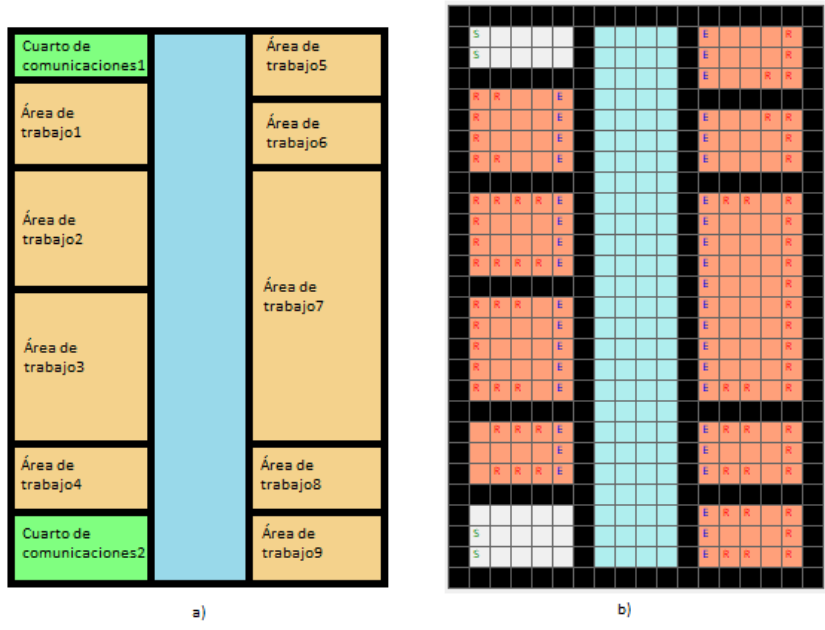 Cuarto de
comunicaciones1
Área de
trabajo1
Área de
trabajo2
Área de
trabajo3
Área de
trabajo4
Cuarto de
comunicaciones2
Área de
trabajo5
Área de
trabajo6
Área de
trabajo7
Área de
trabajo8
Área de
trabajo9
a)
S E R
S E R
E R R
R R E
R E E R R
R E E R
R R E E R
R R R R E E R R R
R E E R
R E E R
R R R R E E R
E R
R R R E E R
R E E R
R E E R
R E E R
R R R E E R R R
R R R E E R R R
E E R
R R R E E R R R
E R R R
S E R
S E R R R
b)